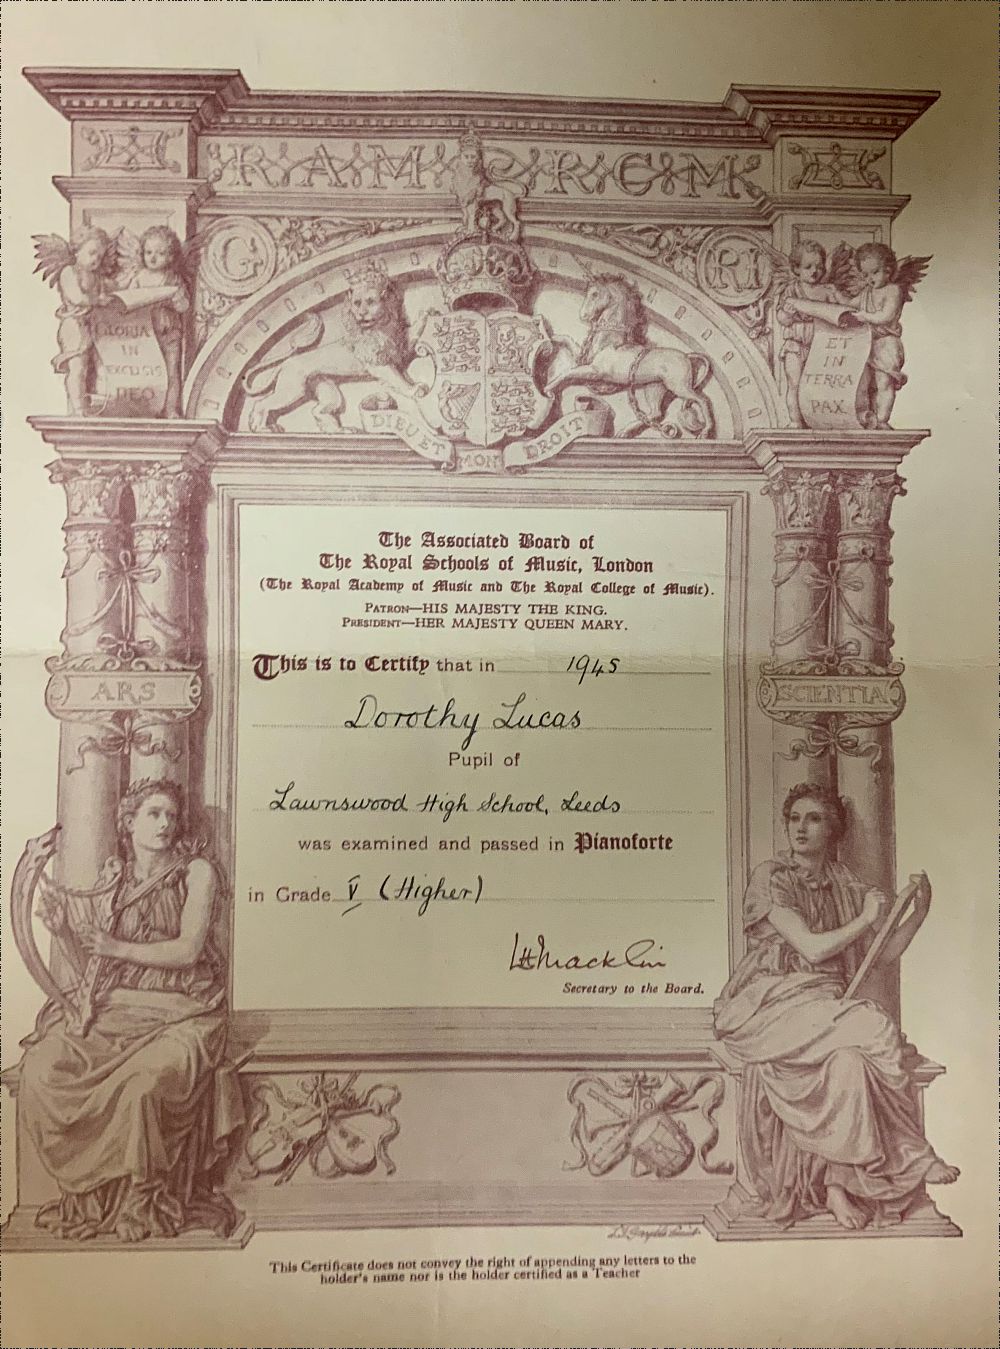 R.A.M. R.C.M.
G RI
GLORIA
IN
EXCELSIS
DEO
ET
IN
TERRA
PAX
DIEU ET MON DROIT
The Associated Board of
The Royal Schools of Music, London
(The Royal Academy of Music and The Royal College of Music).
PATRON—HIS MAJESTY THE KING.
PRESIDENT—HER MAJESTY QUEEN MARY.
This is to Certify that in 1945
ARS
SCIENTIA
Dorothy Lucas
Pupil of
Lawnswood High School, Leeds
was examined and passed in Pianoforte
in Grade V (Higher)
LHMacklin
Secretary to the Board.
This Certificate does not convey the right of appending any letters to the
holder's name nor is the holder certified as a Teacher